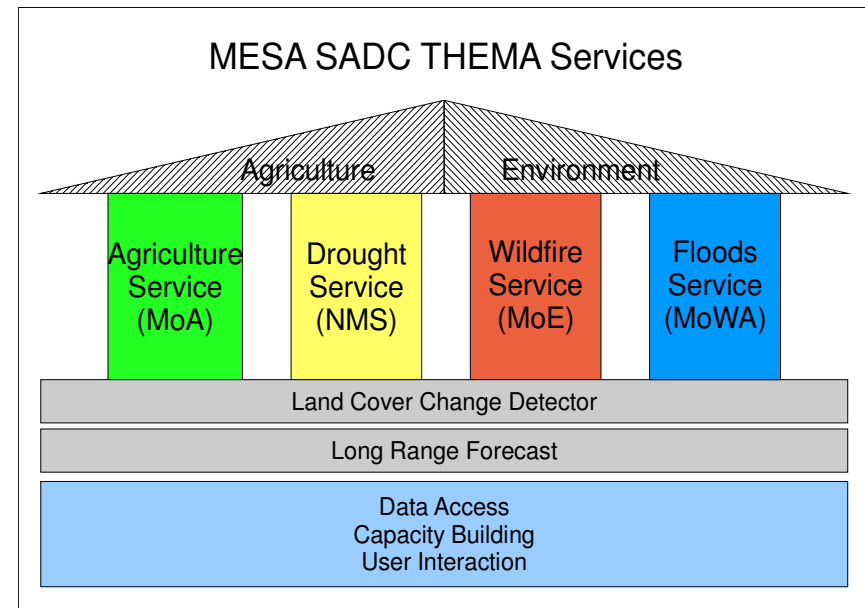 MESA SADC THEMA Services
Agriculture
Environment
Agriculture
Service
(MoA)
Drought
Service
(NMS)
Wildfire
Service
(MoE)
Floods
Service
(MoWA)
Land Cover Change Detector
Long Range Forecast
Data Access
Capacity Building
User Interaction